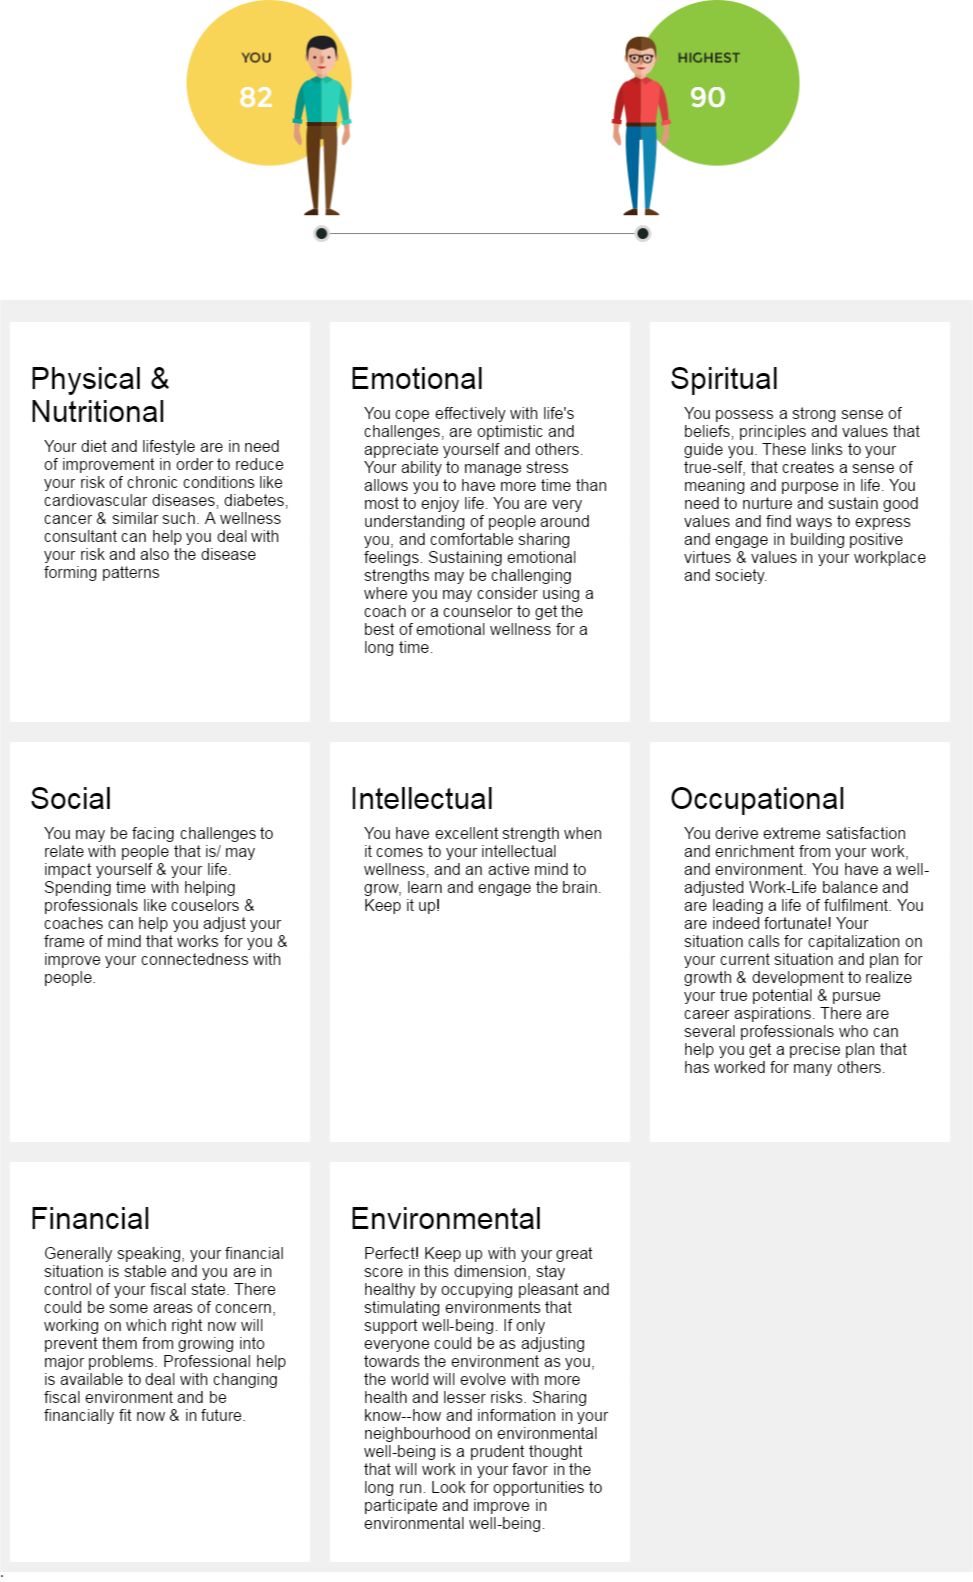 YOU
82
HIGHEST
90
Physical &
Nutritional
Your diet and lifestyle are in need
of improvement in order to reduce
your risk of chronic conditions like
cardiovascular diseases, diabetes,
cancer & similar such. A wellness
consultant can help you deal with
your risk and also the disease
forming patterns
Emotional
You cope effectively with life's
challenges, are optimistic and
appreciate yourself and others.
Your ability to manage stress
allows you to have more time than
most to enjoy life. You are very
understanding of people around
you, and comfortable sharing
feelings. Sustaining emotional
strengths may be challenging
where you may consider using a
coach or a counselor to get the
best of emotional wellness for a
long time.
Spiritual
You possess a strong sense of
beliefs, principles and values that
guide you. These links to your
true-self, that creates a sense of
meaning and purpose in life. You
need to nurture and sustain good
values and find ways to express
and engage in building positive
virtues & values in your workplace
and society.
Social
You may be facing challenges to
relate with people that is/ may
impact yourself & your life.
Spending time with helping
professionals like couselors &
coaches can help you adjust your
frame of mind that works for you &
improve your connectedness with
people.
Intellectual
You have excellent strength when
it comes to your intellectual
wellness, and an active mind to
grow, learn and engage the brain.
Keep it up!
Occupational
You derive extreme satisfaction
and enrichment from your work,
and environment. You have a well-
adjusted Work-Life balance and
are leading a life of fulfilment. You
are indeed fortunate! Your
situation calls for capitalization on
your current situation and plan for
growth & development to realize
your true potential & pursue
career aspirations. There are
several professionals who can
help you get a precise plan that
has worked for many others.
Financial
Generally speaking, your financial
situation is stable and you are in
control of your fiscal state. There
could be some areas of concern,
working on which right now will
prevent them from growing into
major problems. Professional help
is available to deal with changing
fiscal environment and be
financially fit now & in future.
Environmental
Perfect! Keep up with your great
score in this dimension, stay
healthy by occupying pleasant and
stimulating environments that
support well-being. If only
everyone could be as adjusting
towards the environment as you,
the world will evolve with more
health and lesser risks. Sharing
know--how and information in your
neighbourhood on environmental
well-being is a prudent thought
that will work in your favor in the
long run. Look for opportunities to
participate and improve in
environmental well-being.